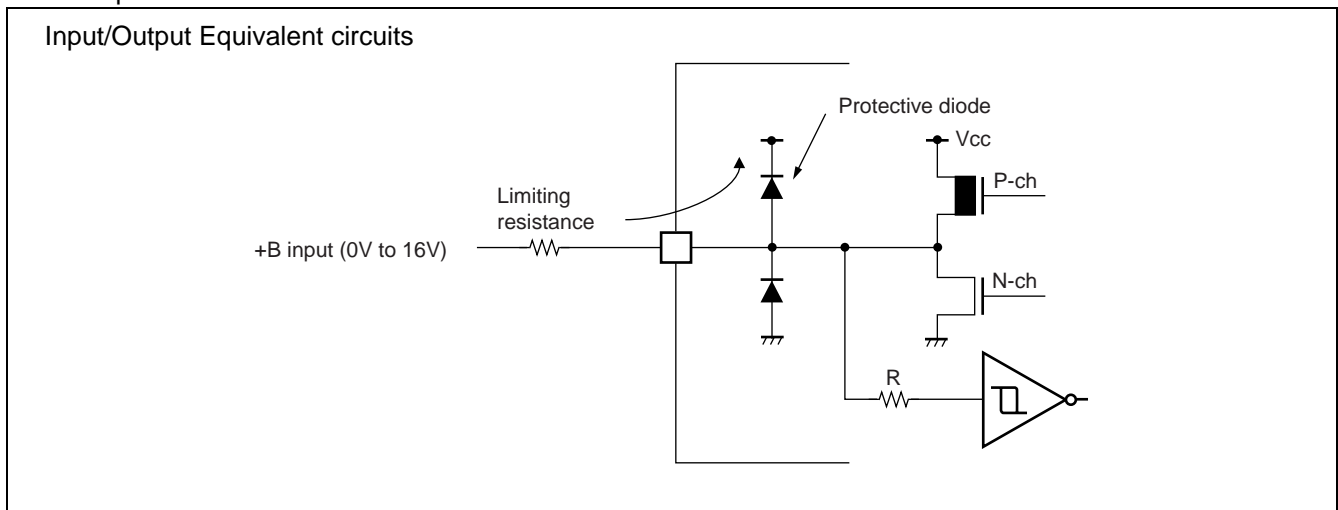 Input/Output Equivalent circuits
Protective diode
Vcc
P-ch
Limiting
resistance
+B input (0V to 16V)
N-ch
R